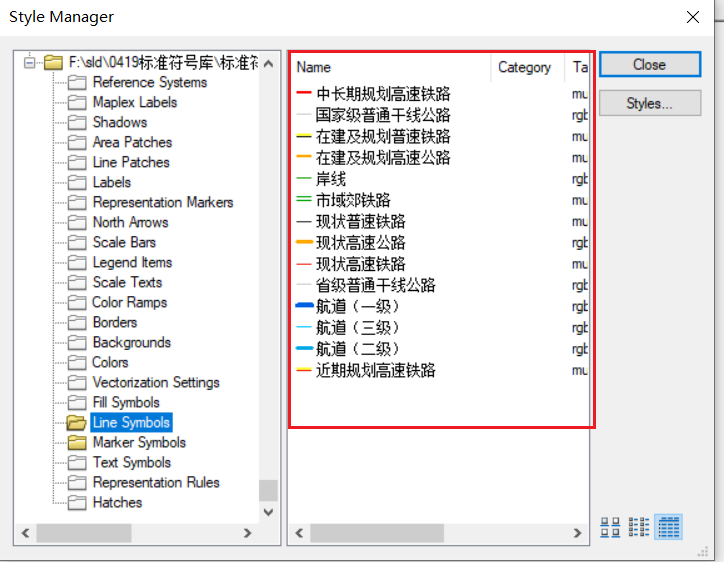 Style Manager
F:\sld\0419标准符号库\标准符
Reference Systems
Maplex Labels
Shadows
Area Patches
Line Patches
Labels
Representation Markers
North Arrows
Scale Bars
Legend Items
Scale Texts
Color Ramps
Borders
Backgrounds
Colors
Vectorization Settings
Fill Symbols
Line Symbols
Marker Symbols
Text Symbols
Representation Rules
Hatches
Name Category Ta
中长期规划高速铁路 mu
国家级普通干线公路 rgb
在建及规划普速铁路 mu
在建及规划高速公路 mu
岸线 rgb
市域郊铁路 mu
现状普速铁路 mu
现状高速公路 rgb
现状高速铁路 mu
省级普通干线公路 rgb
航道（一级） rgb
航道（三级） rgb
航道（二级） rgb
近期规划高速铁路 mu
Close
Styles...